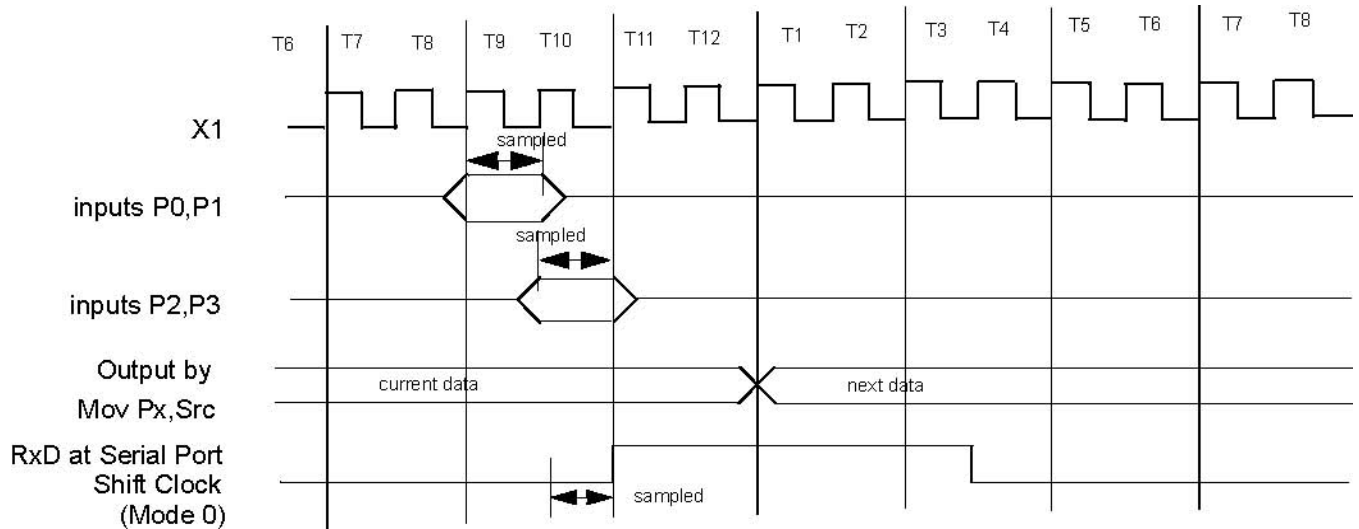 T6 T7 T8 T9 T10 T11 T12 T1 T2 T3 T4 T5 T6 T7 T8
X1
sampled
inputs P0,P1
sampled
inputs P2,P3
Output by
current data next data
Mov Px,Src
RxD at Serial Port
Shift Clock
sampled
(Mode 0)